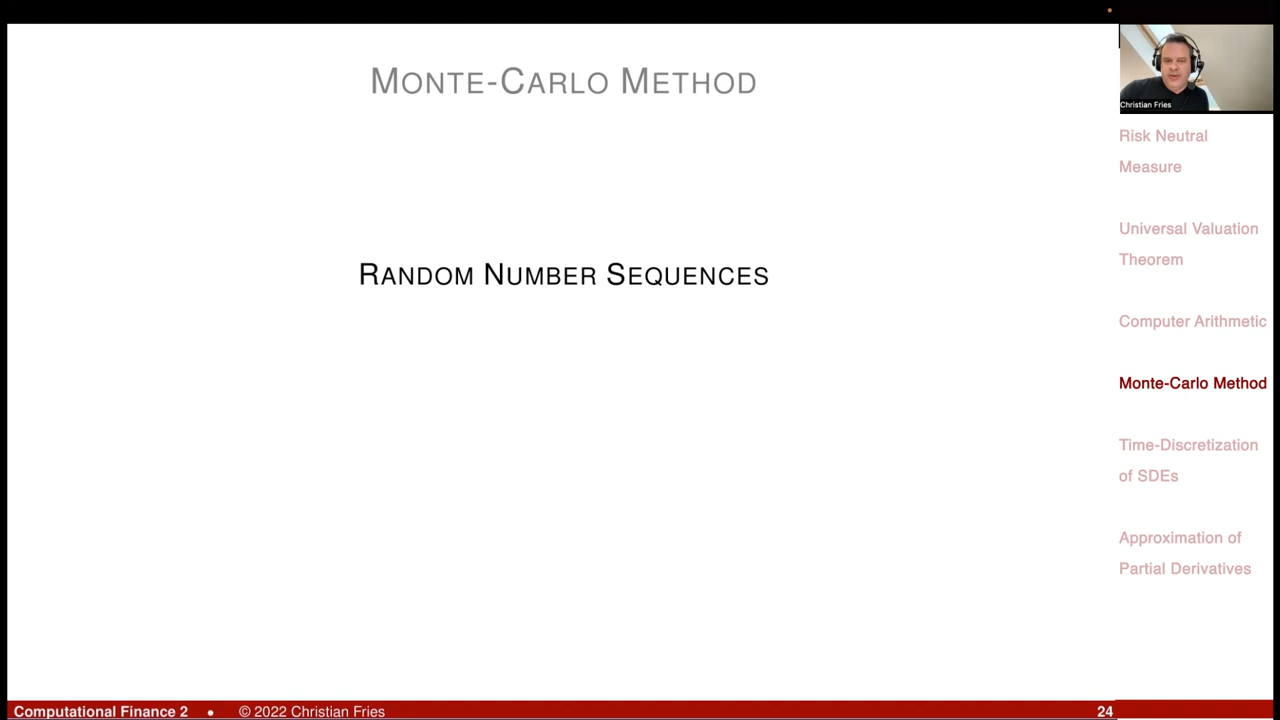 MONTE-CARLO METHOD
RANDOM NUMBER SEQUENCES
Christian Fries
Risk Neutral
Measure
Universal Valuation
Theorem
Computer Arithmetic
Monte-Carlo Method
Time-Discretization
of SDEs
Approximation of
Partial Derivatives
Computational Finance 2 • © 2022 Christian Fries 24